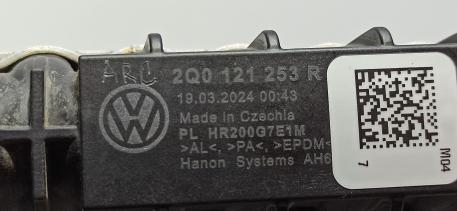 ARC 2Q0 121 253 R
19.03.2024 00:43
Made in Czechia
PL HR200G7E1M
>AL<, >PA<, >EPDM<
Hanon Systems AH6
M04
7